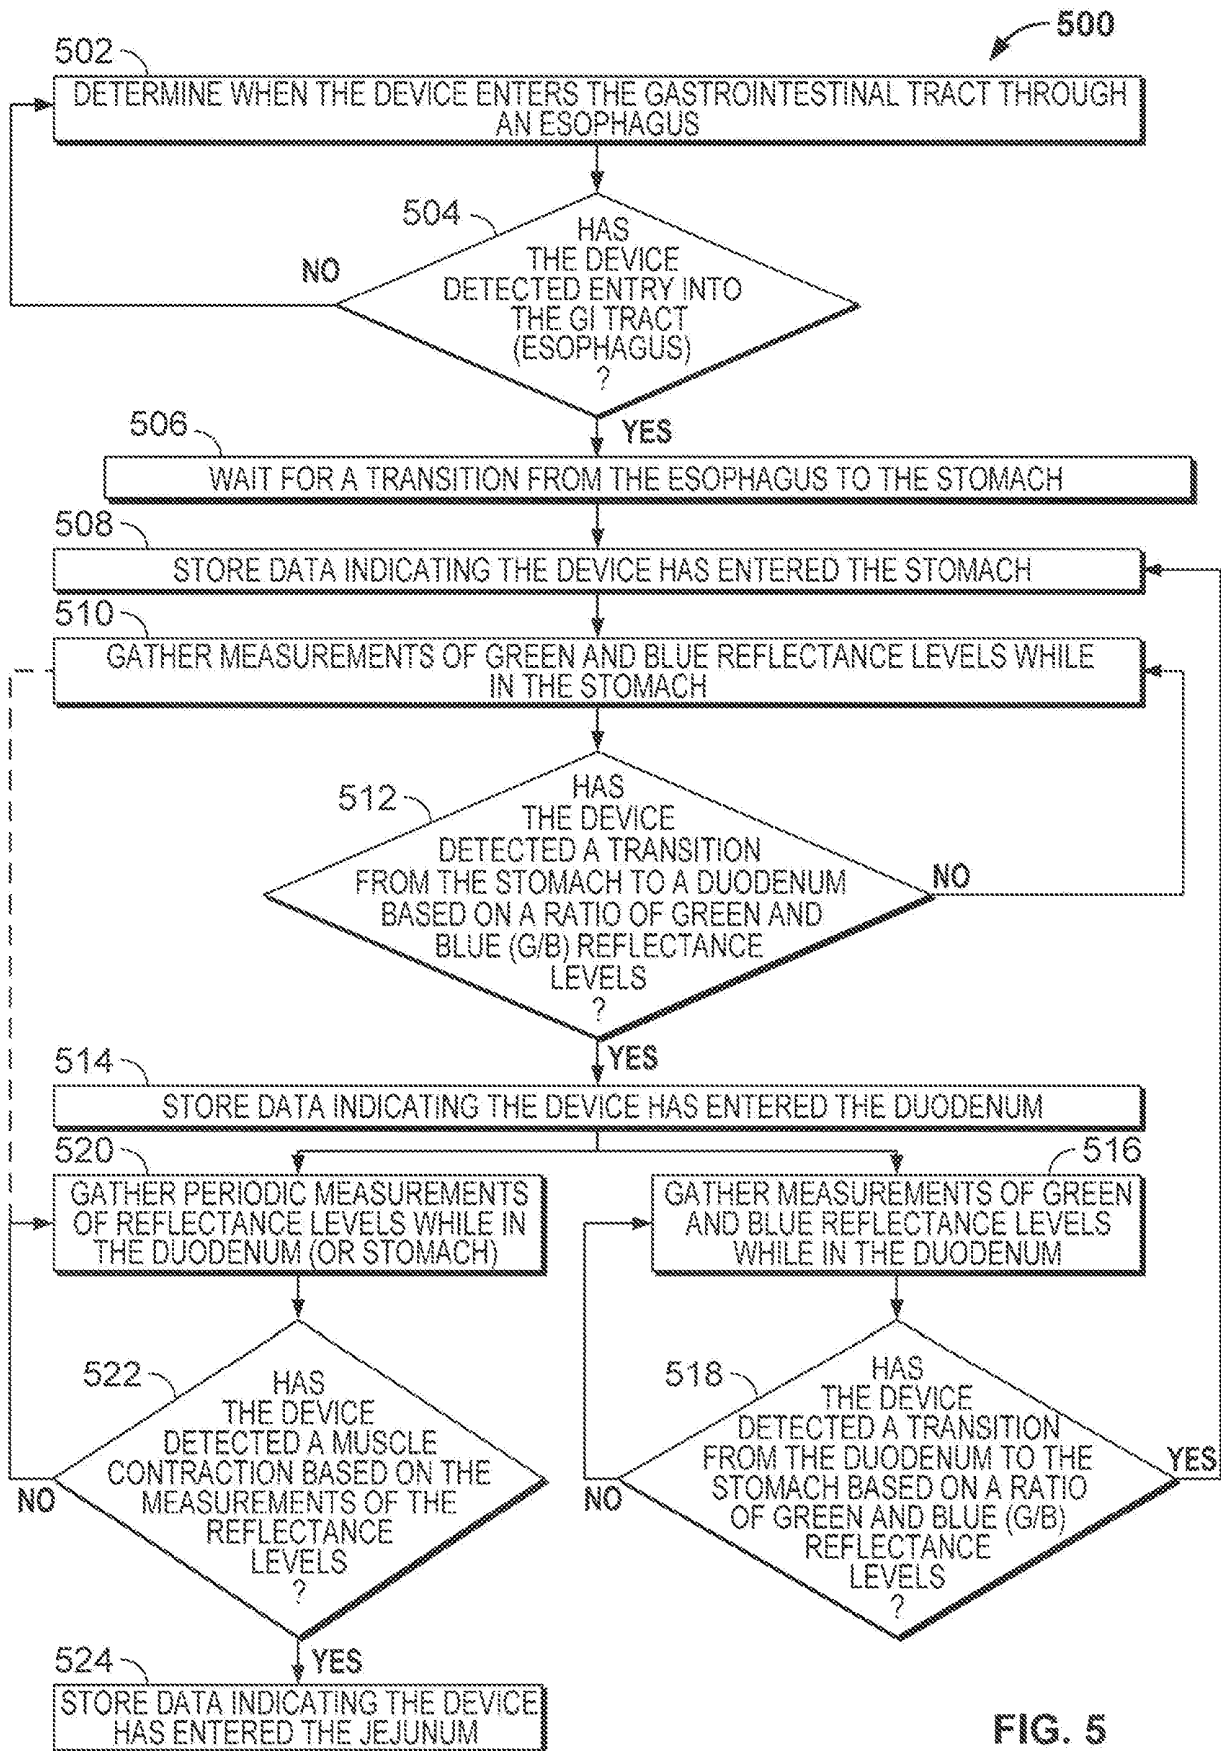 500
502
DETERMINE WHEN THE DEVICE ENTERS THE GASTROINTESTINAL TRACT THROUGH
AN ESOPHAGUS
504
HAS
THE DEVICE
DETECTED ENTRY INTO
THE GI TRACT
(ESOPHAGUS)
?
NO
YES
506
WAIT FOR A TRANSITION FROM THE ESOPHAGUS TO THE STOMACH
508
STORE DATA INDICATING THE DEVICE HAS ENTERED THE STOMACH
510
GATHER MEASUREMENTS OF GREEN AND BLUE REFLECTANCE LEVELS WHILE
IN THE STOMACH
512
HAS
THE DEVICE
DETECTED A TRANSITION
FROM THE STOMACH TO A DUODENUM
BASED ON A RATIO OF GREEN AND
BLUE (G/B) REFLECTANCE
LEVELS
?
NO
YES
514
STORE DATA INDICATING THE DEVICE HAS ENTERED THE DUODENUM
520
GATHER PERIODIC MEASUREMENTS
OF REFLECTANCE LEVELS WHILE IN
THE DUODENUM (OR STOMACH)
516
GATHER MEASUREMENTS OF GREEN
AND BLUE REFLECTANCE LEVELS
WHILE IN THE DUODENUM
522
HAS
THE DEVICE
DETECTED A MUSCLE
CONTRACTION BASED ON THE
MEASUREMENTS OF THE
REFLECTANCE
LEVELS
?
NO
YES
518
HAS
THE DEVICE
DETECTED A TRANSITION
FROM THE DUODENUM TO THE
STOMACH BASED ON A RATIO
OF GREEN AND BLUE (G/B)
REFLECTANCE
LEVELS
?
NO
YES
524
STORE DATA INDICATING THE DEVICE
HAS ENTERED THE JEJUNUM
FIG. 5